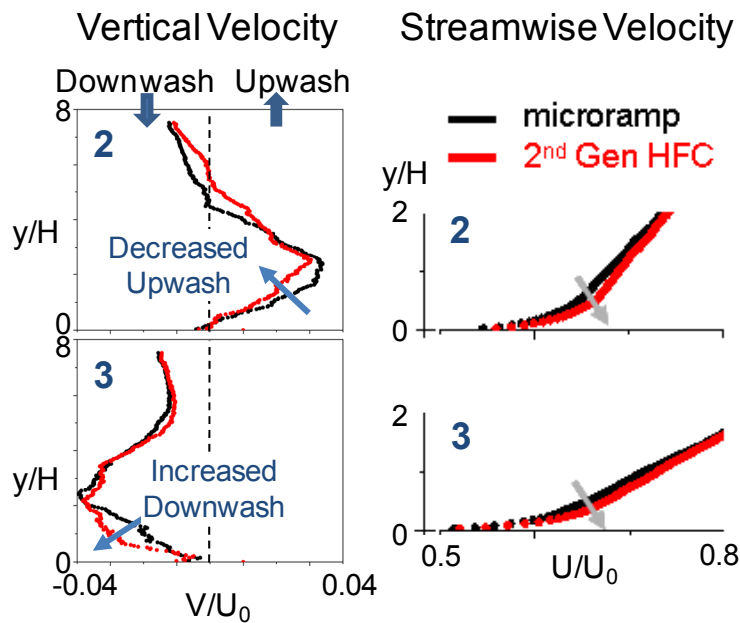 Vertical Velocity
Streamwise Velocity
Downwash
Upwash
8
2
y/H
Decreased
Upwash
0
8
3
y/H
Increased
Downwash
0
-0.04
0.04
V/U₀
microramp
2ⁿᵈ Gen HFC
y/H
2
2
0
2
3
0
0.5
0.8
U/U₀